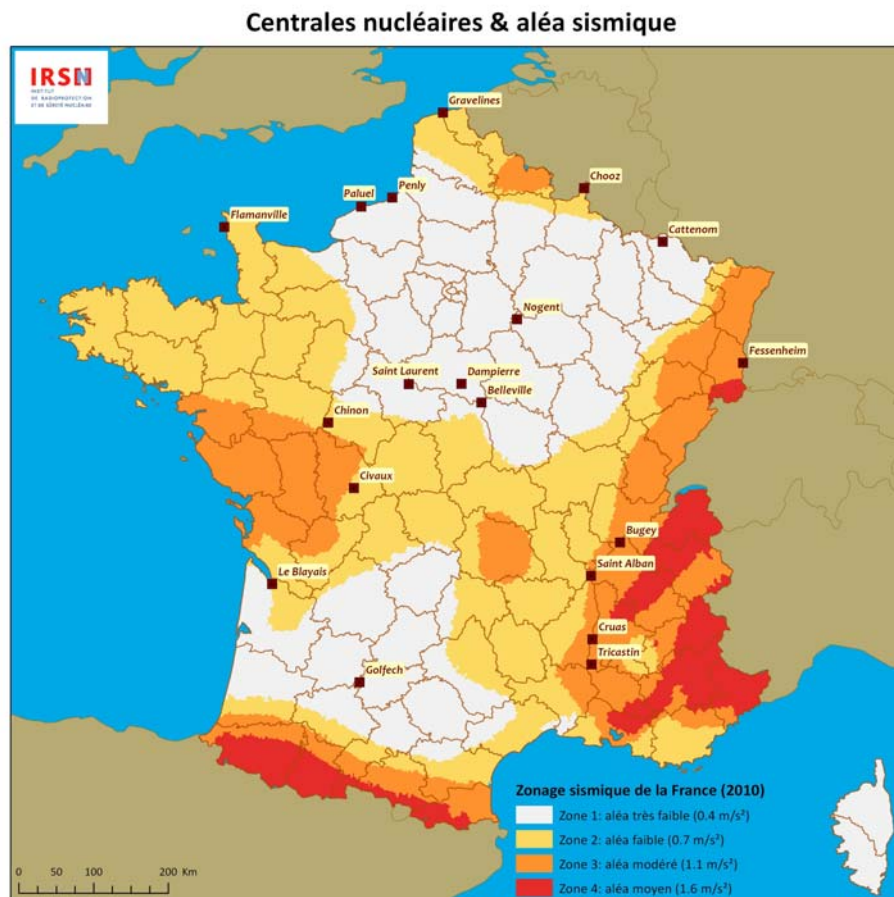 Centrales nucléaires & aléa sismique
IRSN
INSTITUT
DE RADIOPROTECTION
ET DE SÛRETÉ NUCLÉAIRE
Gravelines
Chooz
Penly
Paluel
Flamanville
Cattenom
Nogent
Fessenheim
Saint Laurent
Dampierre
Belleville
Chinon
Civaux
Bugey
Le Blayais
Saint Alban
Cruas
Tricastin
Golfech
Zonage sismique de la France (2010)
Zone 1: aléa très faible (0.4 m/s²)
Zone 2: aléa faible (0.7 m/s²)
Zone 3: aléa modéré (1.1 m/s²)
Zone 4: aléa moyen (1.6 m/s²)
0 50 100 200 Km